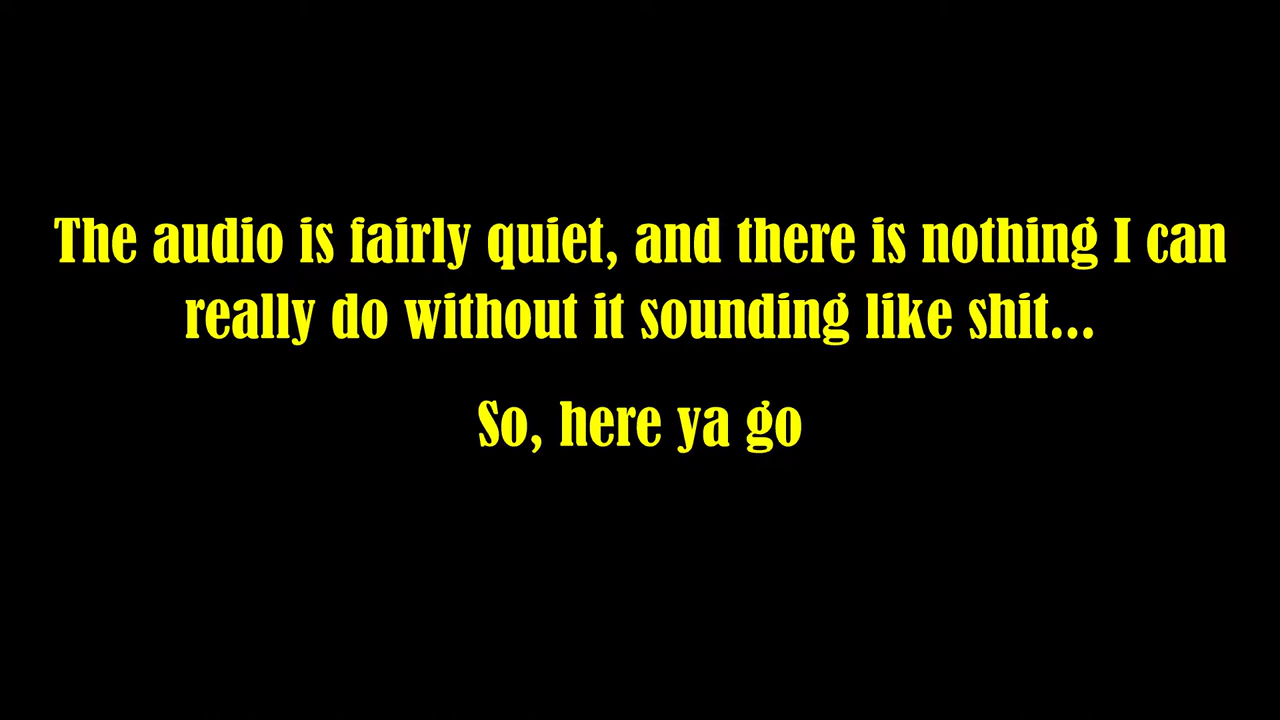 The audio is fairly quiet, and there is nothing I can
really do without it sounding like shit...
So, here ya go